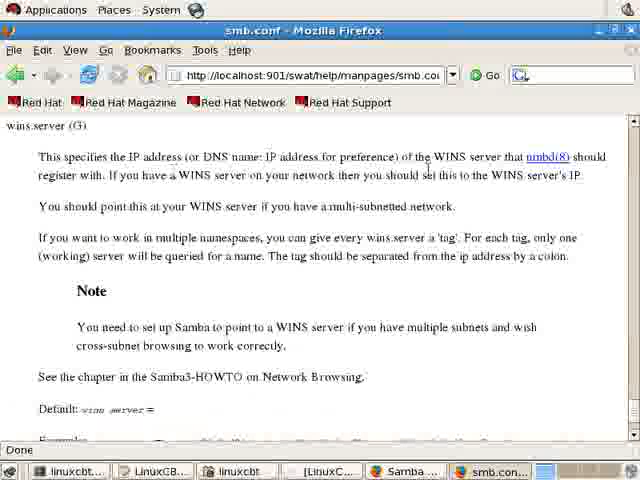 Applications Places System
smb.conf - Mozilla Firefox
File Edit View Go Bookmarks Tools Help
http://localhost:901/swat/help/manpages/smb.co Go G
Red Hat Red Hat Magazine Red Hat Network Red Hat Support
wins server (G)
This specifies the IP address (or DNS name: IP address for preference) of the WINS server that nmbd(8) should
register with. If you have a WINS server on your network then you should set this to the WINS server's IP.
You should point this at your WINS server if you have a multi-subnetted network.
If you want to work in multiple namespaces, you can give every wins server a 'tag'. For each tag, only one
(working) server will be queried for a name. The tag should be separated from the ip address by a colon.
Note
You need to set up Samba to point to a WINS server if you have multiple subnets and wish
cross-subnet browsing to work correctly.
See the chapter in the Samba3-HOWTO on Network Browsing.
Default: wins server =
Done
linuxcbt... LinuxCB... linuxcbt... [LinuxC... Samba ... smb.con...